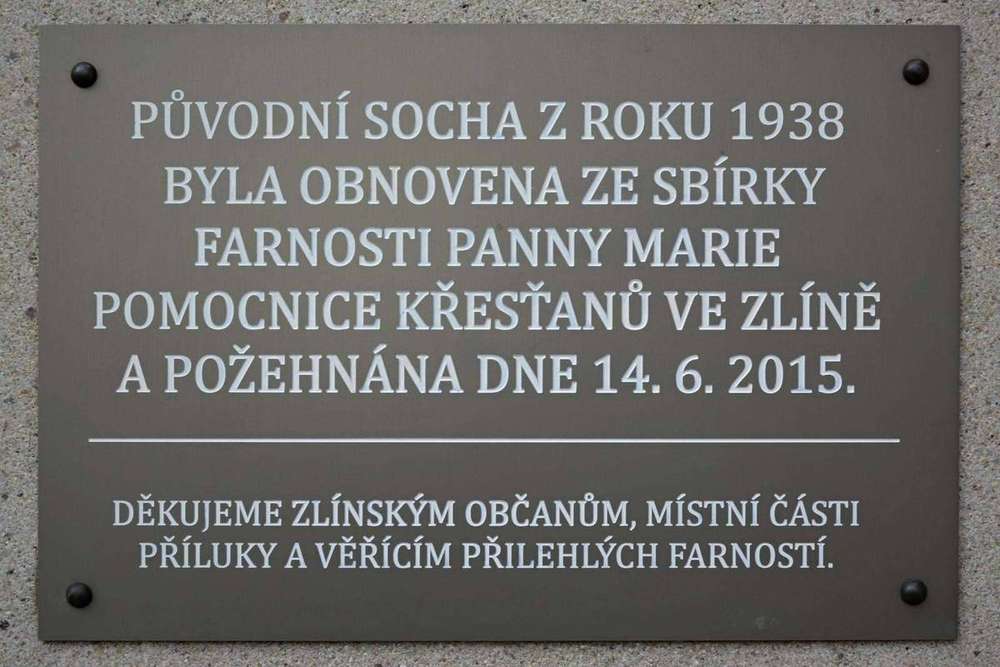 PŮVODNÍ SOCHA Z ROKU 1938
BYLA OBNOVENA ZE SBÍRKY
FARNOSTI PANNY MARIE
POMOCNICE KŘESŤANŮ VE ZLÍNĚ
A POŽEHNÁNA DNE 14. 6. 2015.
DĚKUJEME ZLÍNSKÝM OBČANŮM, MÍSTNÍ ČÁSTI
PŘÍLUKY A VĚŘÍCÍM PŘILEHLÝCH FARNOSTÍ.